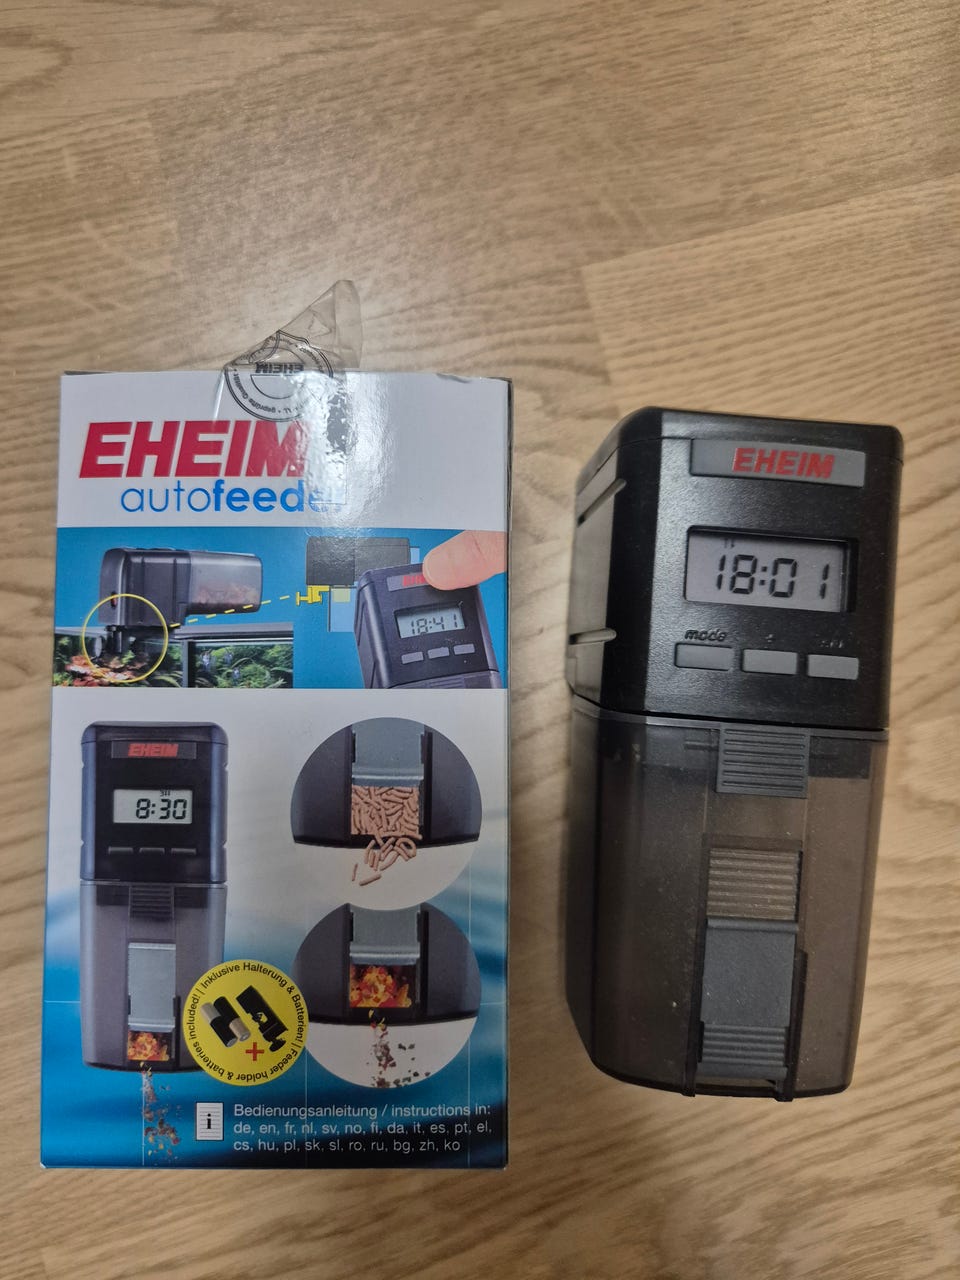 EHEIM
EHEIM
autofeede
18:41
EHEIM
8:30
Inklusive Halterung & Batterien! | Feeder holder & batteries included! |
+
i
Bedienungsanleitung / instructions in:
de, en, fr, nl, sv, no, fi, da, it, es, pt, el,
cs, hu, pl, sk, sl, ro, ru, bg, zh, ko
EHEIM
18:01
mode
+